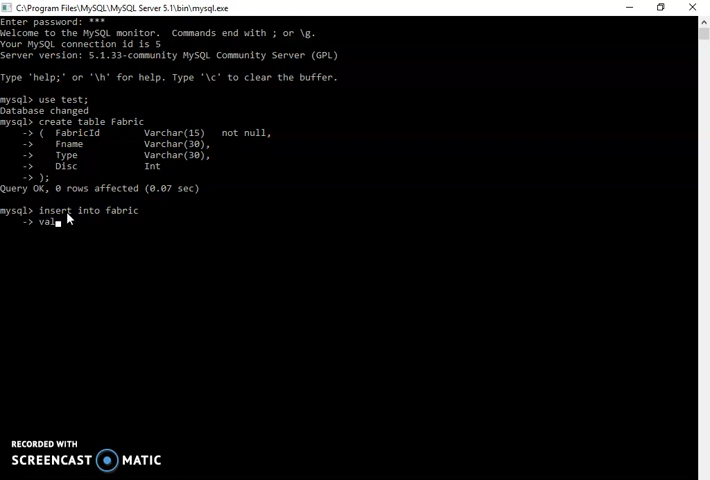 C:\Program Files\MySQL\MySQL Server 5.1\bin\mysql.exe
Enter password: ***
Welcome to the MySQL monitor.  Commands end with ; or \g.
Your MySQL connection id is 5
Server version: 5.1.33-community MySQL Community Server (GPL)
Type 'help;' or '\h' for help. Type '\c' to clear the buffer.
mysql> use test;
Database changed
mysql> create table Fabric
    -> (  FabricId        Varchar(15)   not null,
    ->    Fname           Varchar(30),
    ->    Type            Varchar(30),
    ->    Disc            Int
    -> );
Query OK, 0 rows affected (0.07 sec)
mysql> insert into fabric
    -> val
RECORDED WITH
SCREENCAST MATIC